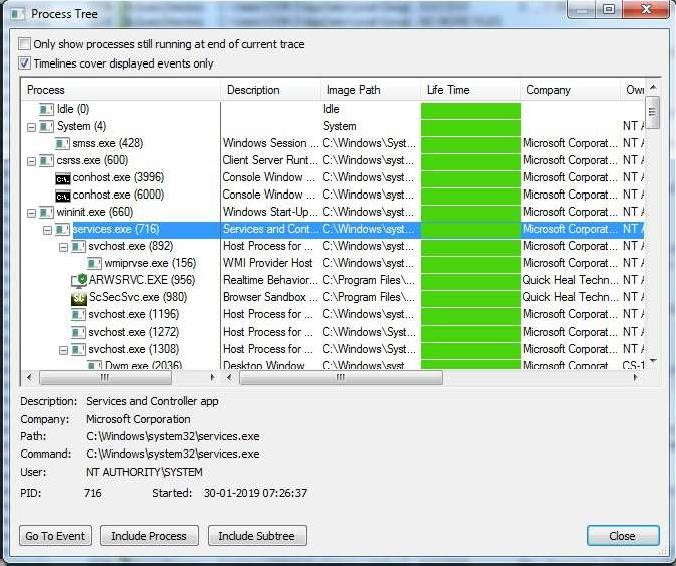 Process Tree
Only show processes still running at end of current trace
Timelines cover displayed events only
Process Description Image Path Life Time Company Own
Idle (0) Idle
System (4) System NT A
smss.exe (428) Windows Session ... C:\Windows\Syst... Microsoft Corporat... NT A
csrss.exe (600) Client Server Runt... C:\Windows\syst... Microsoft Corporat... NT A
conhost.exe (3996) Console Window ... C:\Windows\syst... Microsoft Corporat... NT A
conhost.exe (6000) Console Window ... C:\Windows\syst... Microsoft Corporat... NT A
wininit.exe (660) Windows Start-Up... C:\Windows\syst... Microsoft Corporat... NT A
services.exe (716) Services and Cont... C:\Windows\syst... Microsoft Corporat... NT A
svchost.exe (892) Host Process for ... C:\Windows\syst... Microsoft Corporat... NT A
wmiprvse.exe (156) WMI Provider Host C:\Windows\syst... Microsoft Corporat... NT A
ARWSRVC.EXE (956) Realtime Behavior... C:\Program Files\... Quick Heal Techn... NT A
ScSecSvc.exe (980) Browser Sandbox ... C:\Program Files\... Quick Heal Techn... NT A
svchost.exe (1196) Host Process for ... C:\Windows\syst... Microsoft Corporat... NT A
svchost.exe (1272) Host Process for ... C:\Windows\syst... Microsoft Corporat... NT A
svchost.exe (1308) Host Process for ... C:\Windows\Syst... Microsoft Corporat... NT A
Dwm.exe (2036) Desktop Window ... C:\Windows\syst... Microsoft Corporat... CS-1
Description: Services and Controller app
Company: Microsoft Corporation
Path: C:\Windows\system32\services.exe
Command: C:\Windows\system32\services.exe
User: NT AUTHORITY\SYSTEM
PID: 716 Started: 30-01-2019 07:26:37
Go To Event Include Process Include Subtree Close